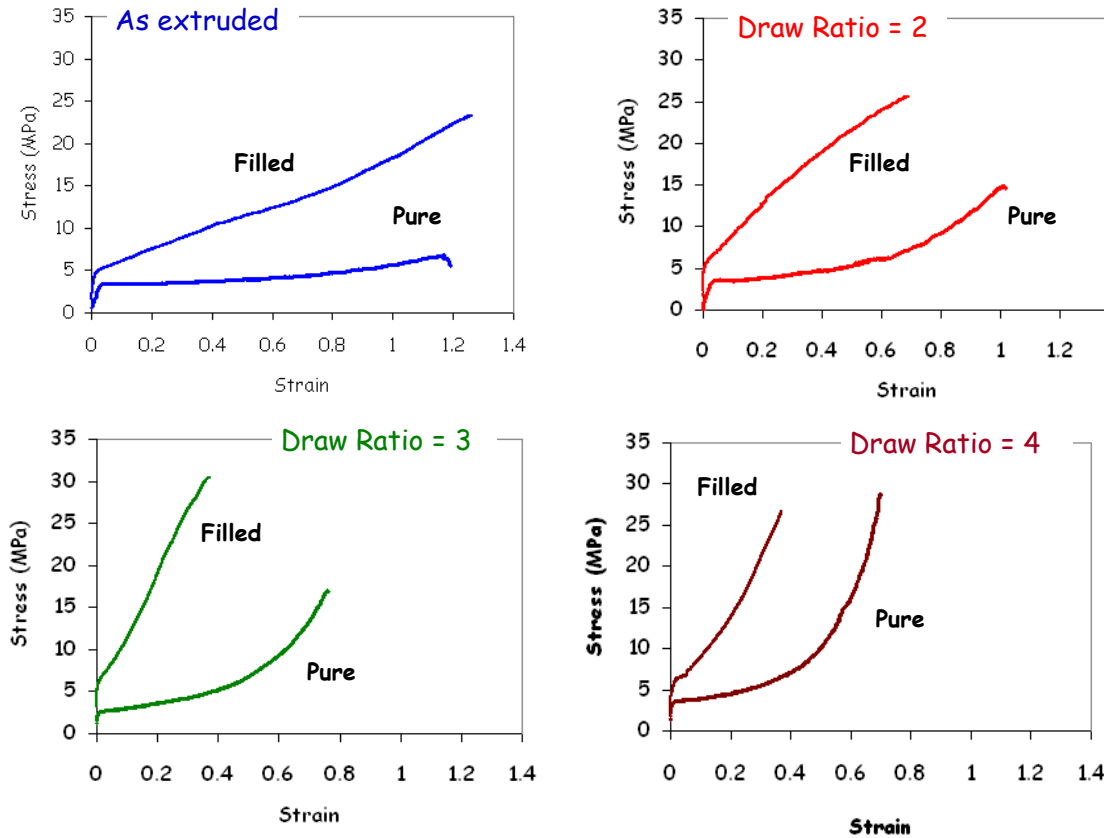 As extruded
35
30
25
20
15
10
5
0
Stress (MPa)
Filled
Pure
0 0.2 0.4 0.6 0.8 1 1.2 1.4
Strain
Draw Ratio = 2
35
30
25
20
15
10
5
0
Stress (MPa)
Filled
Pure
0 0.2 0.4 0.6 0.8 1 1.2
Strain
Draw Ratio = 3
35
30
25
20
15
10
5
0
Stress (MPa)
Filled
Pure
0 0.2 0.4 0.6 0.8 1 1.2 1.4
Strain
Draw Ratio = 4
35
30
25
20
15
10
5
0
Stress (MPa)
Filled
Pure
0 0.2 0.4 0.6 0.8 1 1.2 1.4
Strain